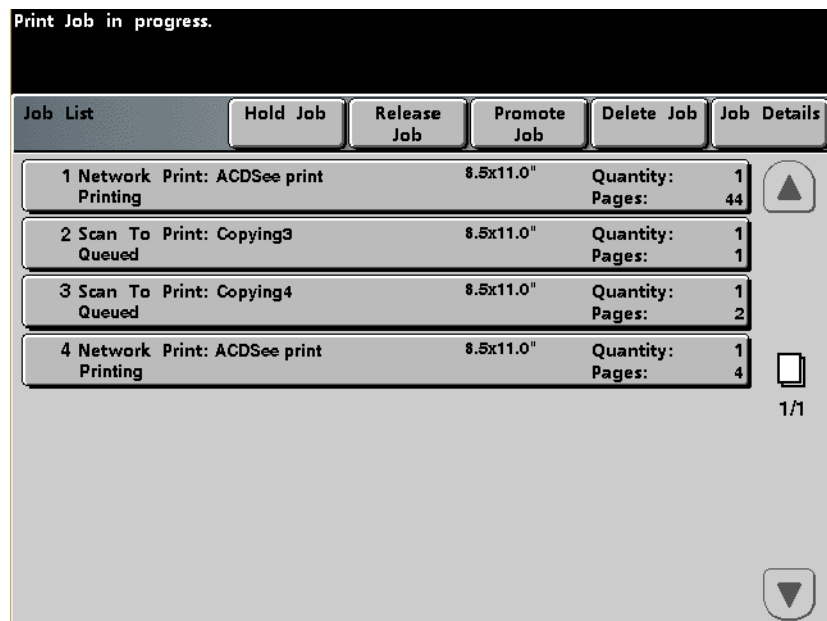 Print Job in progress.
Job List
Hold Job
Release
Job
Promote
Job
Delete Job
Job Details
1 Network Print: ACDSee print 8.5x11.0" Quantity: 1
Printing Pages: 44
2 Scan To Print: Copying3 8.5x11.0" Quantity: 1
Queued Pages: 1
3 Scan To Print: Copying4 8.5x11.0" Quantity: 1
Queued Pages: 2
4 Network Print: ACDSee print 8.5x11.0" Quantity: 1
Printing Pages: 4
1/1